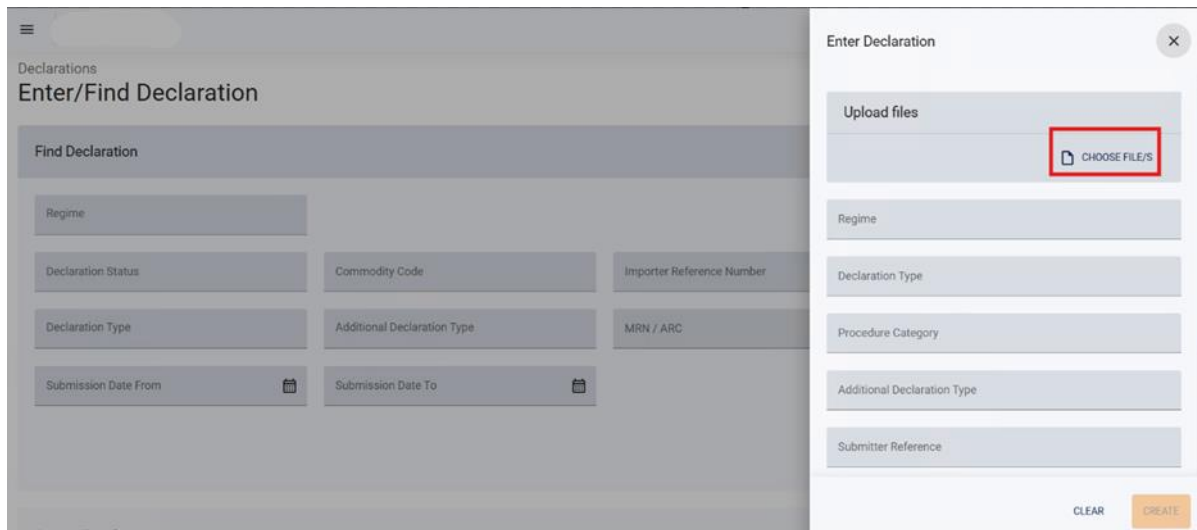 Declarations
Enter/Find Declaration
Find Declaration
Regime
Declaration Status
Commodity Code
Importer Reference Number
Declaration Type
Additional Declaration Type
MRN / ARC
Submission Date From
Submission Date To
Enter Declaration
Upload files
CHOOSE FILE/S
Regime
Declaration Type
Procedure Category
Additional Declaration Type
Submitter Reference
CLEAR
CREATE